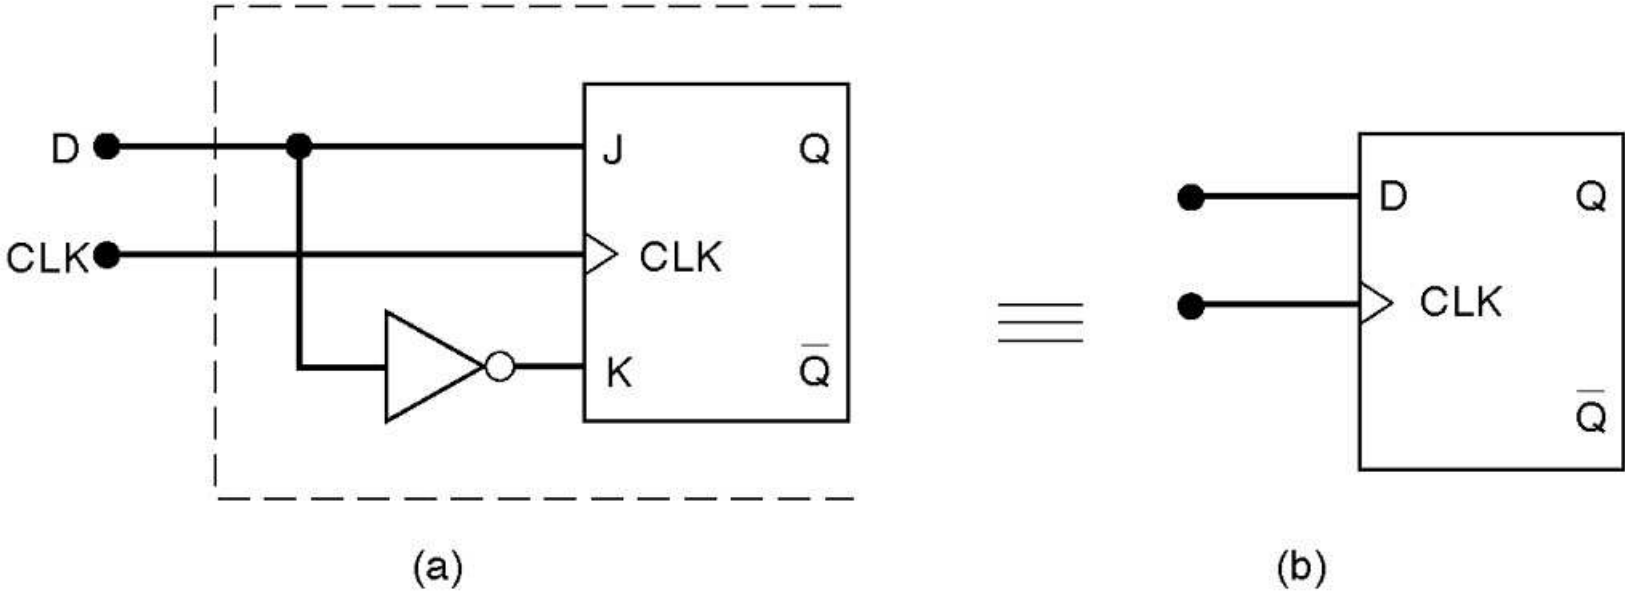 D J Q
CLK CLK
K Q̅
(a)
D Q
CLK
Q̅
(b)